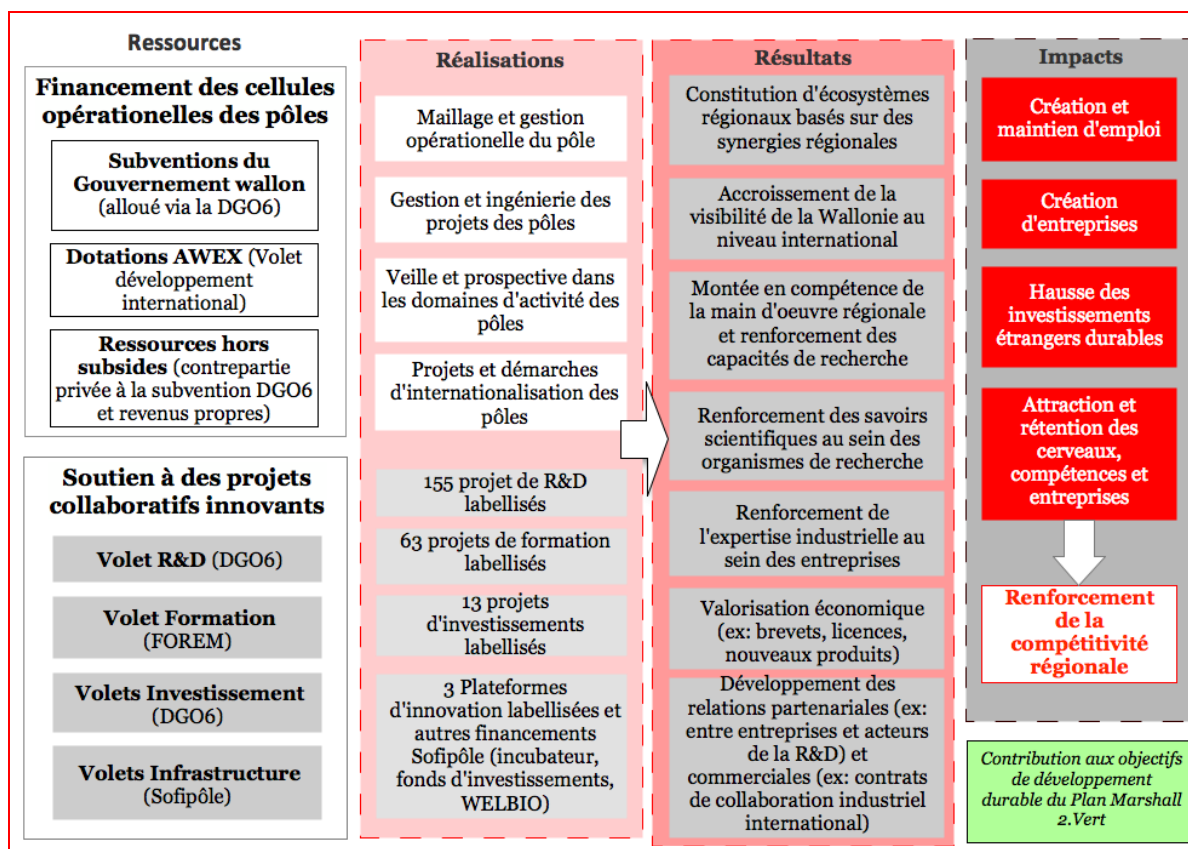 Ressources
Financement des cellules
opérationelles des pôles
Subventions du
Gouvernement wallon
(alloué via la DGO6)
Dotations AWEX (Volet
développement
international)
Ressources hors
subsides (contrepartie
privée à la subvention DGO6
et revenus propres)
Soutien à des projets
collaboratifs innovants
Volet R&D (DGO6)
Volet Formation
(FOREM)
Volets Investissement
(DGO6)
Volets Infrastructure
(Sofipôle)
Réalisations
Maillage et gestion
opérationelle du pôle
Gestion et ingénierie des
projets des pôles
Veille et prospective dans
les domaines d'activité des
pôles
Projets et démarches
d'internationalisation des
pôles
155 projet de R&D
labellisés
63 projets de formation
labellisés
13 projets
d'investissements
labellisés
3 Plateformes
d'innovation labellisées et
autres financements
Sofipôle (incubateur,
fonds d'investissements,
WELBIO)
Résultats
Constitution d'écosystèmes
régionaux basés sur des
synergies régionales
Accroissement de la
visibilité de la Wallonie au
niveau international
Montée en compétence de
la main d'oeuvre régionale
et renforcement des
capacités de recherche
Renforcement des savoirs
scientifiques au sein des
organismes de recherche
Renforcement de
l'expertise industrielle au
sein des entreprises
Valorisation économique
(ex: brevets, licences,
nouveaux produits)
Développement des
relations partenariales (ex:
entre entreprises et acteurs
de la R&D) et
commerciales (ex: contrats
de collaboration industriel
international)
Impacts
Création et
maintien d'emploi
Création
d'entreprises
Hausse des
investissements
étrangers durables
Attraction et
rétention des
cerveaux,
compétences et
entreprises
Renforcement
de la
compétitivité
régionale
Contribution aux objectifs
de développement
durable du Plan Marshall
2.Vert